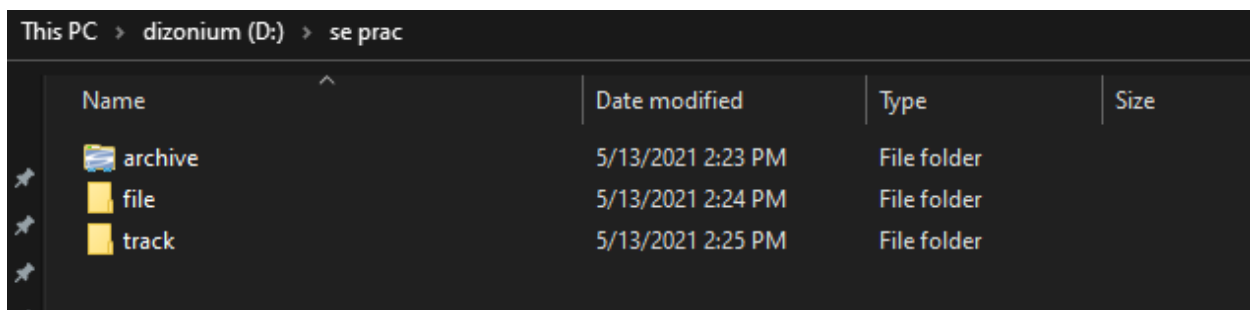 This PC > dizonium (D:) > se prac
Name Date modified Type Size
archive 5/13/2021 2:23 PM File folder
file 5/13/2021 2:24 PM File folder
track 5/13/2021 2:25 PM File folder